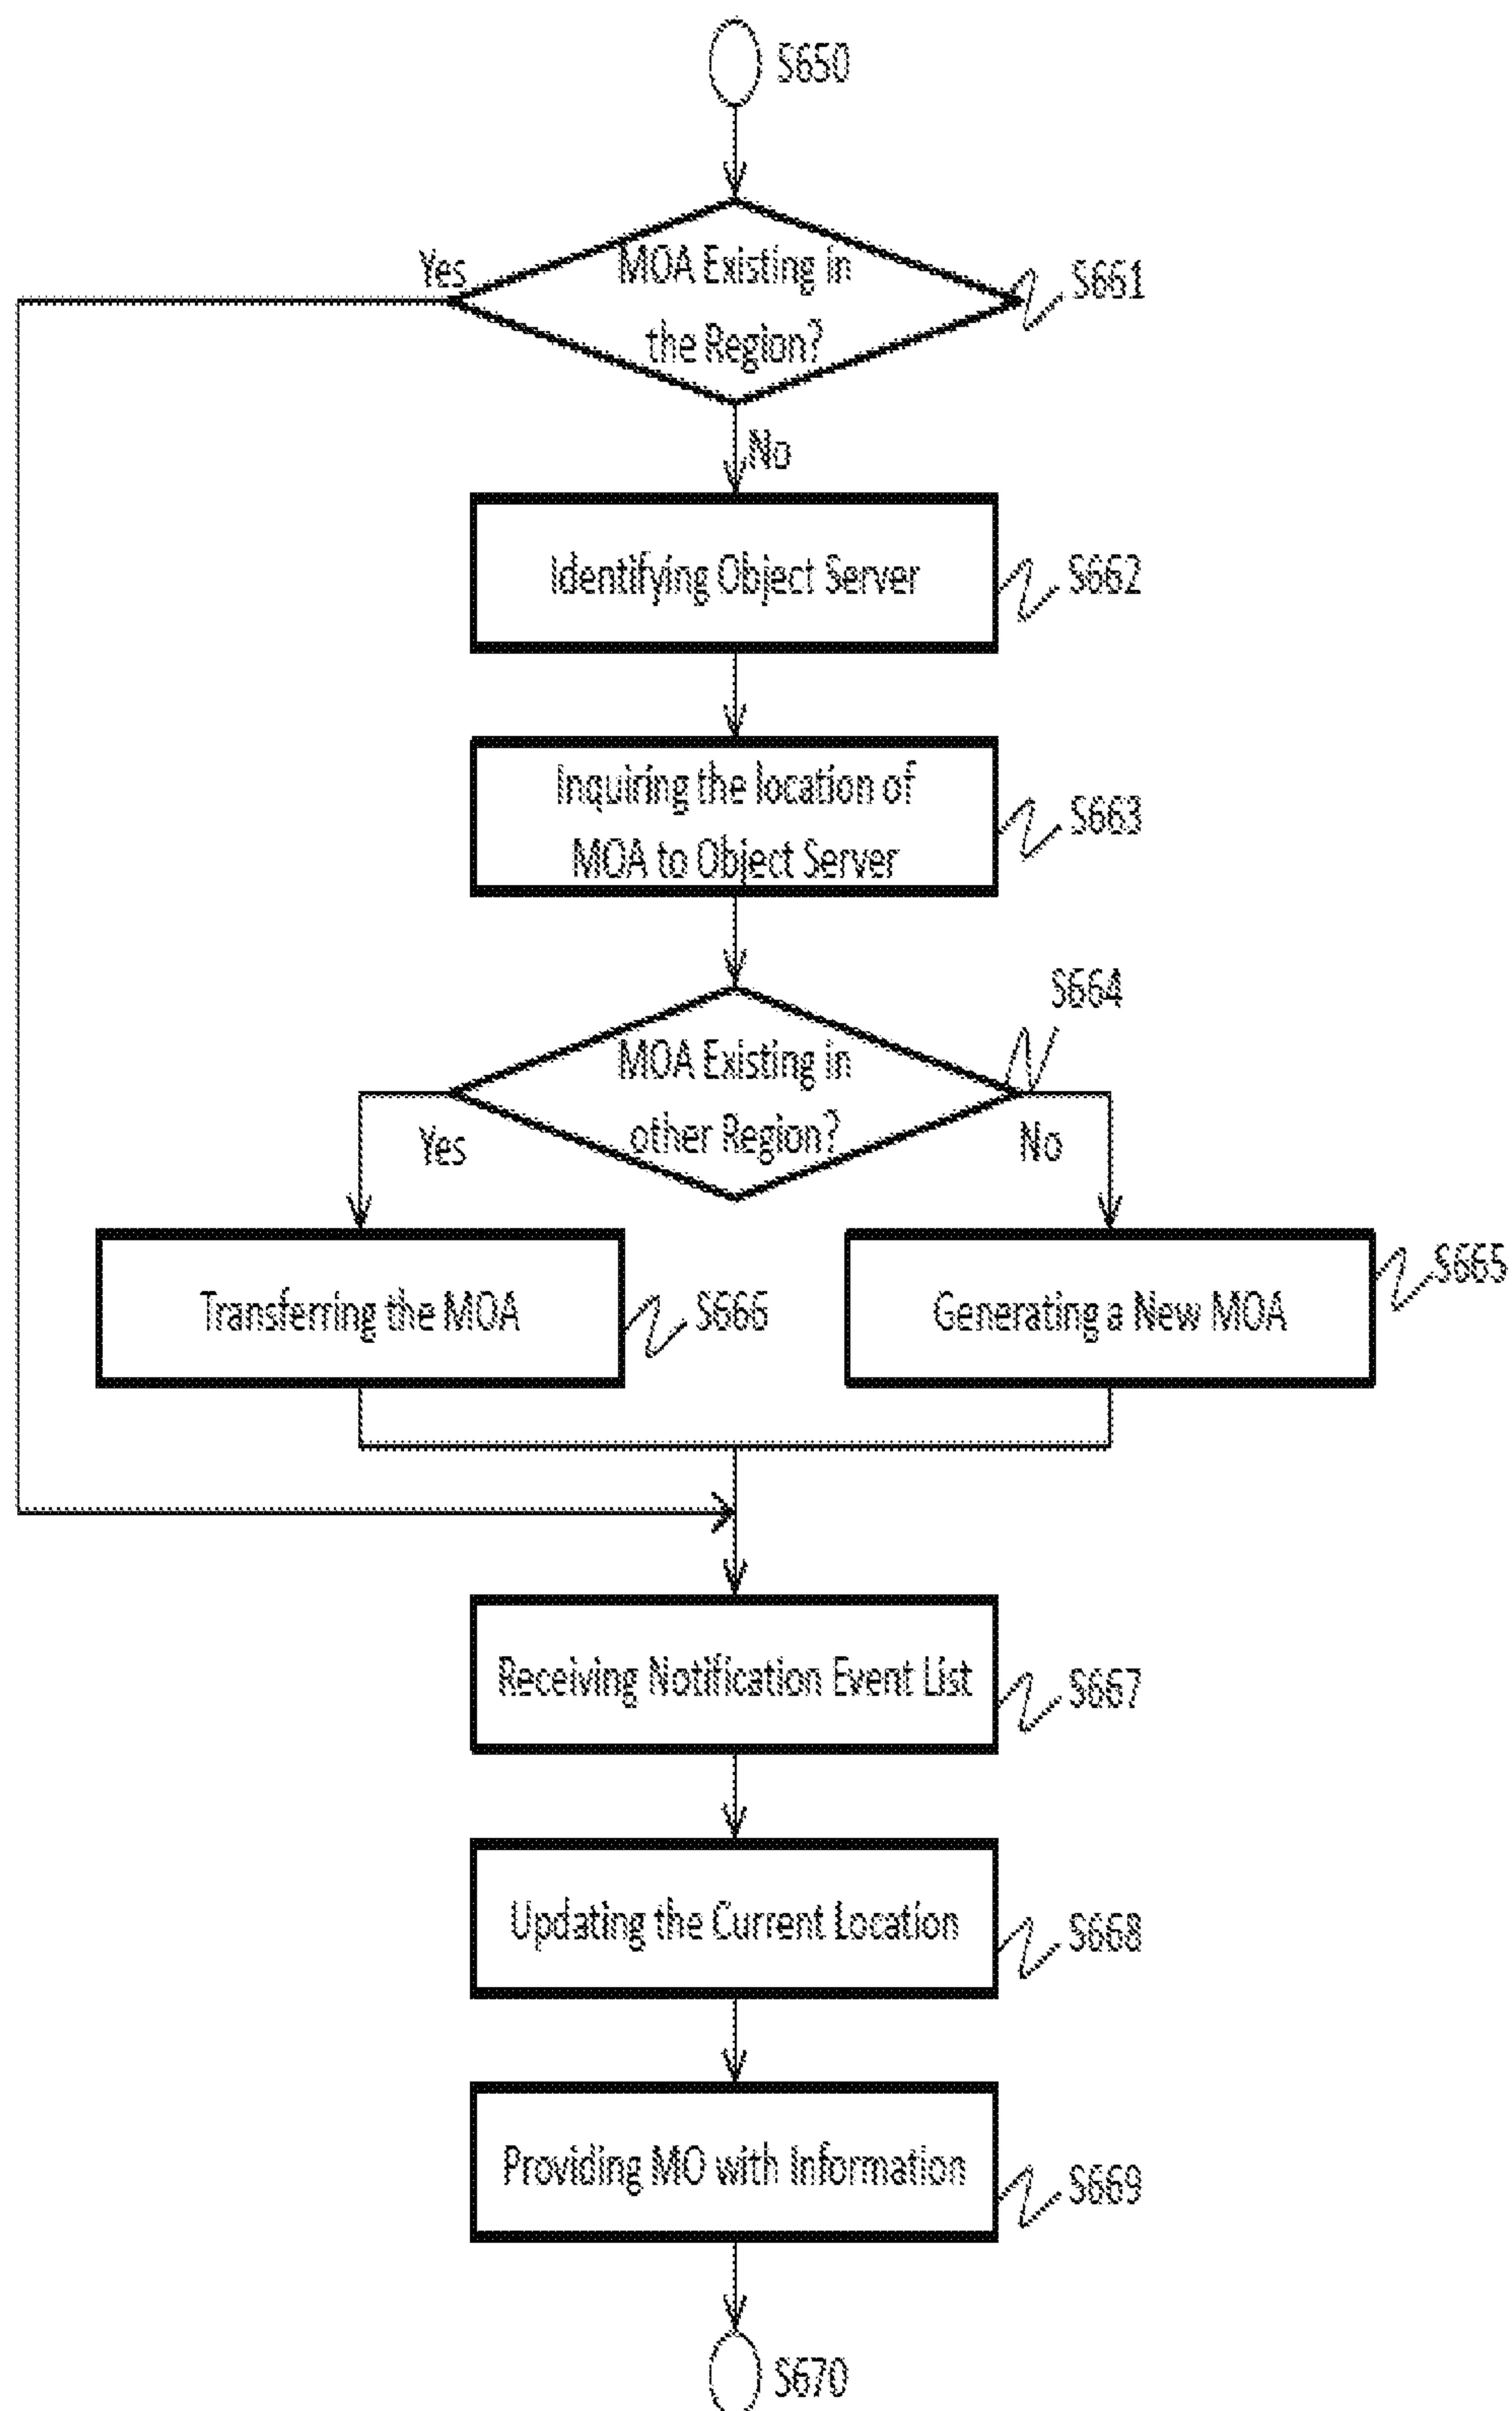 S650
Yes
MOA Existing in
the Region?
S661
No
Identifying Object Server
S662
Inquiring the location of
MOA to Object Server
S663
S664
MOA Existing in
other Region?
Yes
No
Transferring the MOA
S666
Generating a New MOA
S665
Receiving Notification Event List
S667
Updating the Current Location
S668
Providing MO with Information
S669
S670